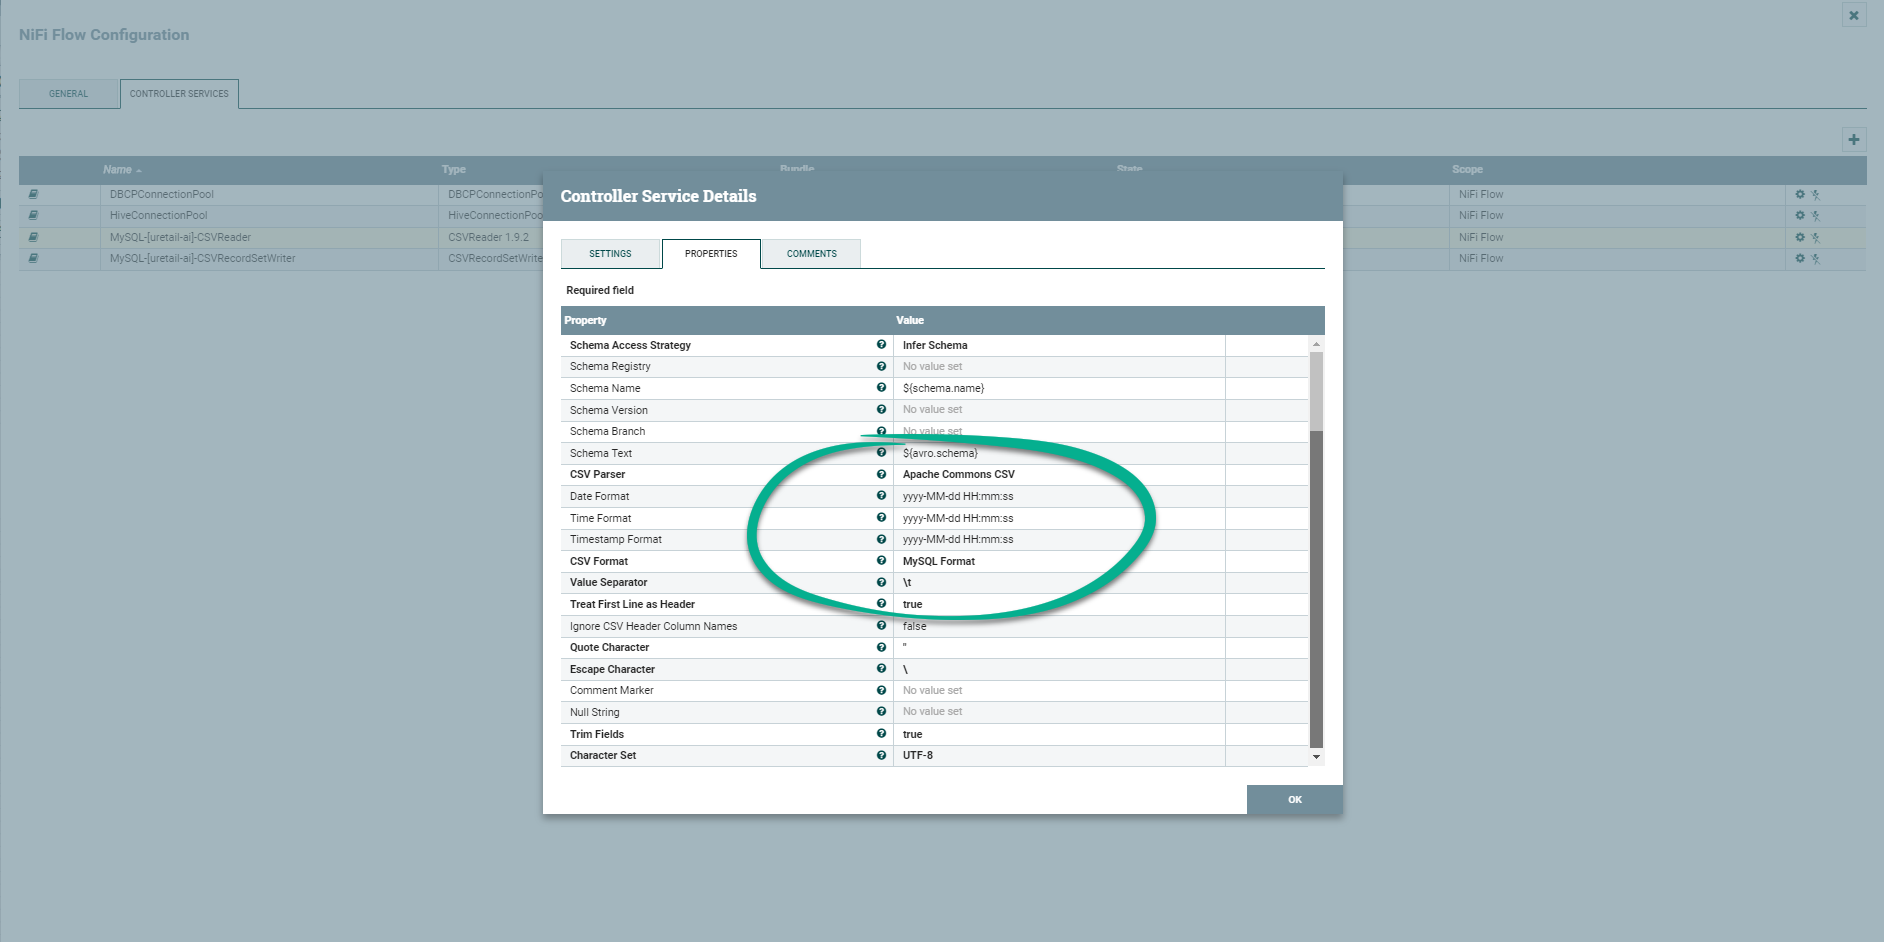 NiFi Flow Configuration
GENERAL
CONTROLLER SERVICES
Name Type Bundle State Scope
DBCPConnectionPool DBCPConnectionPo NiFi Flow
HiveConnectionPool HiveConnectionPoo NiFi Flow
MySQL-[uretail-ai]-CSVReader CSVReader 1.9.2 NiFi Flow
MySQL-[uretail-ai]-CSVRecordSetWriter CSVRecordSetWrite NiFi Flow
Controller Service Details
SETTINGS PROPERTIES COMMENTS
Required field
Property Value
Schema Access Strategy Infer Schema
Schema Registry No value set
Schema Name ${schema.name}
Schema Version No value set
Schema Branch No value set
Schema Text ${avro.schema}
CSV Parser Apache Commons CSV
Date Format yyyy-MM-dd HH:mm:ss
Time Format yyyy-MM-dd HH:mm:ss
Timestamp Format yyyy-MM-dd HH:mm:ss
CSV Format MySQL Format
Value Separator \t
Treat First Line as Header true
Ignore CSV Header Column Names false
Quote Character "
Escape Character \
Comment Marker No value set
Null String No value set
Trim Fields true
Character Set UTF-8
OK